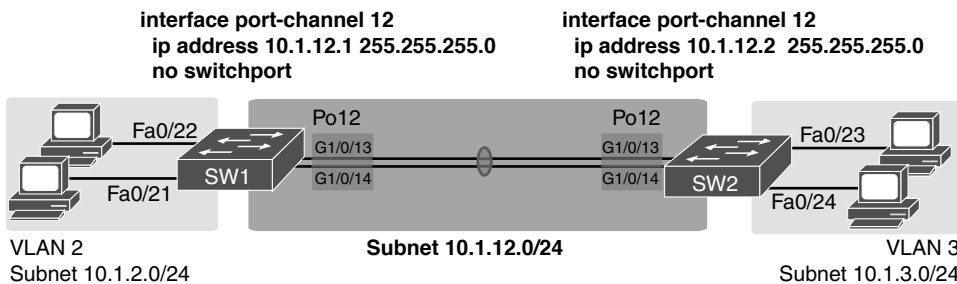 interface port-channel 12
ip address 10.1.12.1 255.255.255.0
no switchport
interface port-channel 12
ip address 10.1.12.2 255.255.255.0
no switchport
Fa0/22
Fa0/21
SW1
Po12
G1/0/13
G1/0/14
Po12
G1/0/13
G1/0/14
SW2
Fa0/23
Fa0/24
VLAN 2
Subnet 10.1.2.0/24
Subnet 10.1.12.0/24
VLAN 3
Subnet 10.1.3.0/24